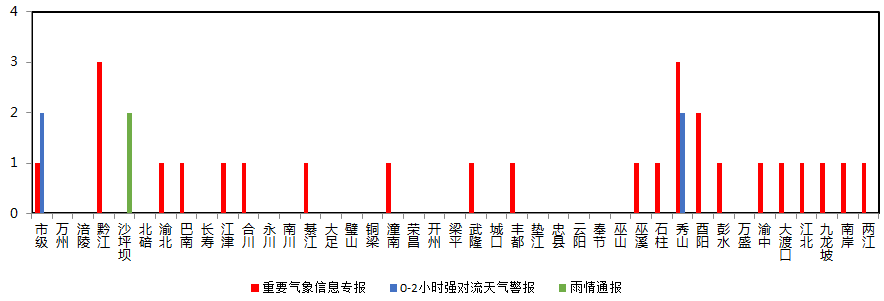 4
3
2
1
0
市级 万州 涪陵 黔江 沙坪坝 北碚 渝北 巴南 长寿 江津 合川 永川 南川 綦江 大足 璧山 铜梁 潼南 荣昌 开州 梁平 武隆 城口 丰都 垫江 忠县 云阳 奉节 巫山 巫溪 石柱 秀山 酉阳 彭水 万盛 渝中 大渡口 江北 九龙坡 南岸 两江
重要气象信息专报 0-2小时强对流天气警报 雨情通报